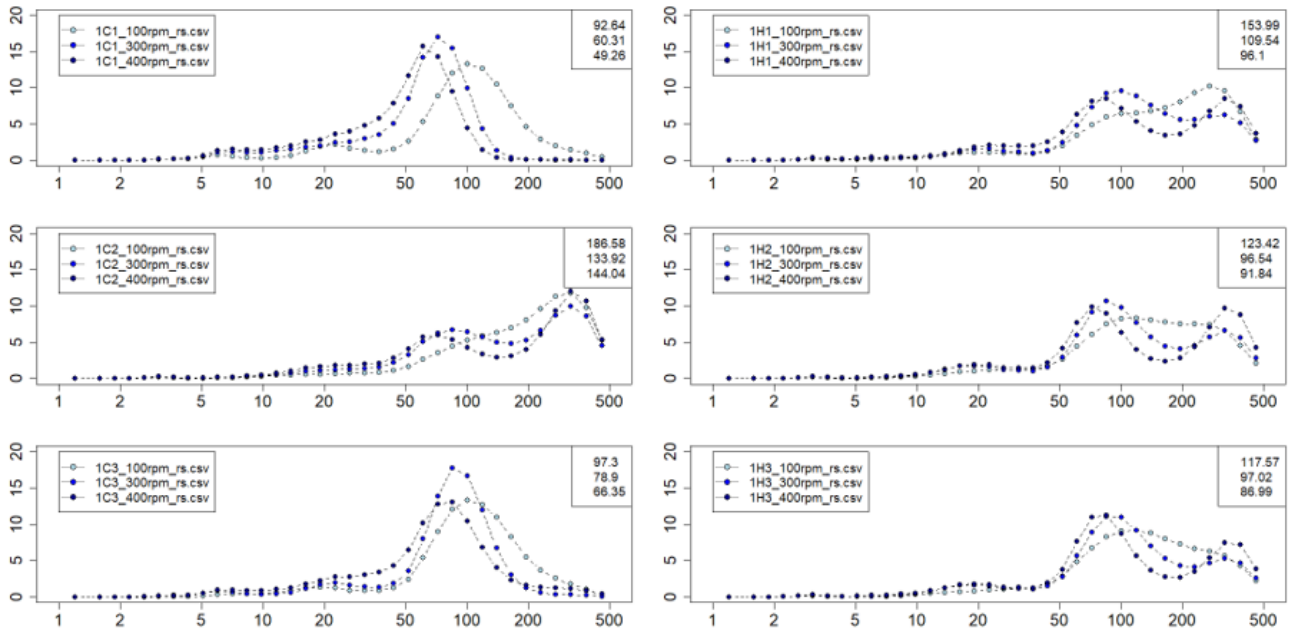 20
15
10
5
0
1C1_100rpm_rs.csv
1C1_300rpm_rs.csv
1C1_400rpm_rs.csv
92.64
60.31
49.26
1 2 5 10 20 50 100 200 500
20
15
10
5
0
1H1_100rpm_rs.csv
1H1_300rpm_rs.csv
1H1_400rpm_rs.csv
153.99
109.54
96.1
1 2 5 10 20 50 100 200 500
20
15
10
5
0
1C2_100rpm_rs.csv
1C2_300rpm_rs.csv
1C2_400rpm_rs.csv
186.58
133.92
144.04
1 2 5 10 20 50 100 200 500
20
15
10
5
0
1H2_100rpm_rs.csv
1H2_300rpm_rs.csv
1H2_400rpm_rs.csv
123.42
96.54
91.84
1 2 5 10 20 50 100 200 500
20
15
10
5
0
1C3_100rpm_rs.csv
1C3_300rpm_rs.csv
1C3_400rpm_rs.csv
97.3
78.9
66.35
1 2 5 10 20 50 100 200 500
20
15
10
5
0
1H3_100rpm_rs.csv
1H3_300rpm_rs.csv
1H3_400rpm_rs.csv
117.57
97.02
86.99
1 2 5 10 20 50 100 200 500